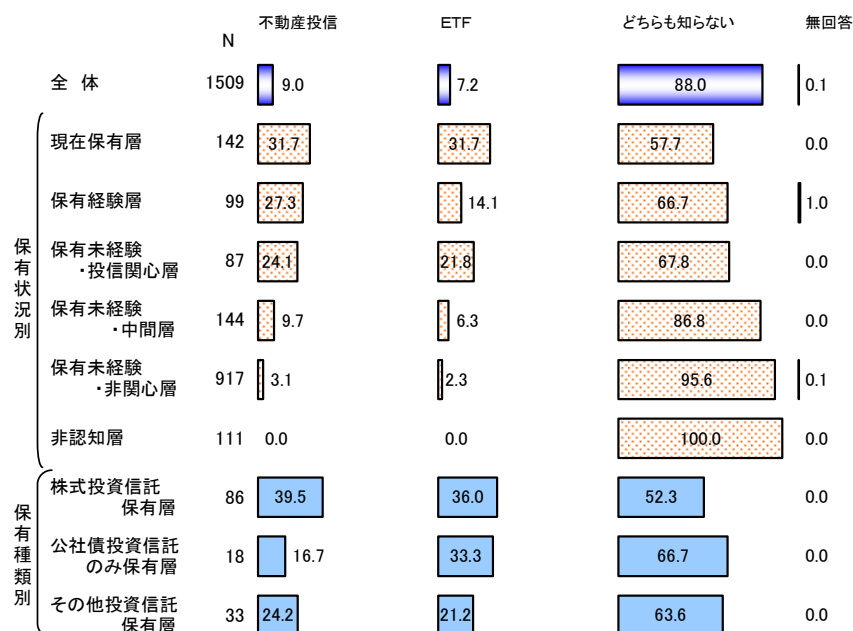 不動産投信 ETF どちらも知らない 無回答
N
全 体 1509 9.0 7.2 88.0 0.1
保有状況別
現在保有層 142 31.7 31.7 57.7 0.0
保有経験層 99 27.3 14.1 66.7 1.0
保有未経験
・投信関心層 87 24.1 21.8 67.8 0.0
保有未経験
・中間層 144 9.7 6.3 86.8 0.0
保有未経験
・非関心層 917 3.1 2.3 95.6 0.1
非認知層 111 0.0 0.0 100.0 0.0
保有種類別
株式投資信託
保有層 86 39.5 36.0 52.3 0.0
公社債投資信託
のみ保有層 18 16.7 33.3 66.7 0.0
その他投資信託
保有層 33 24.2 21.2 63.6 0.0